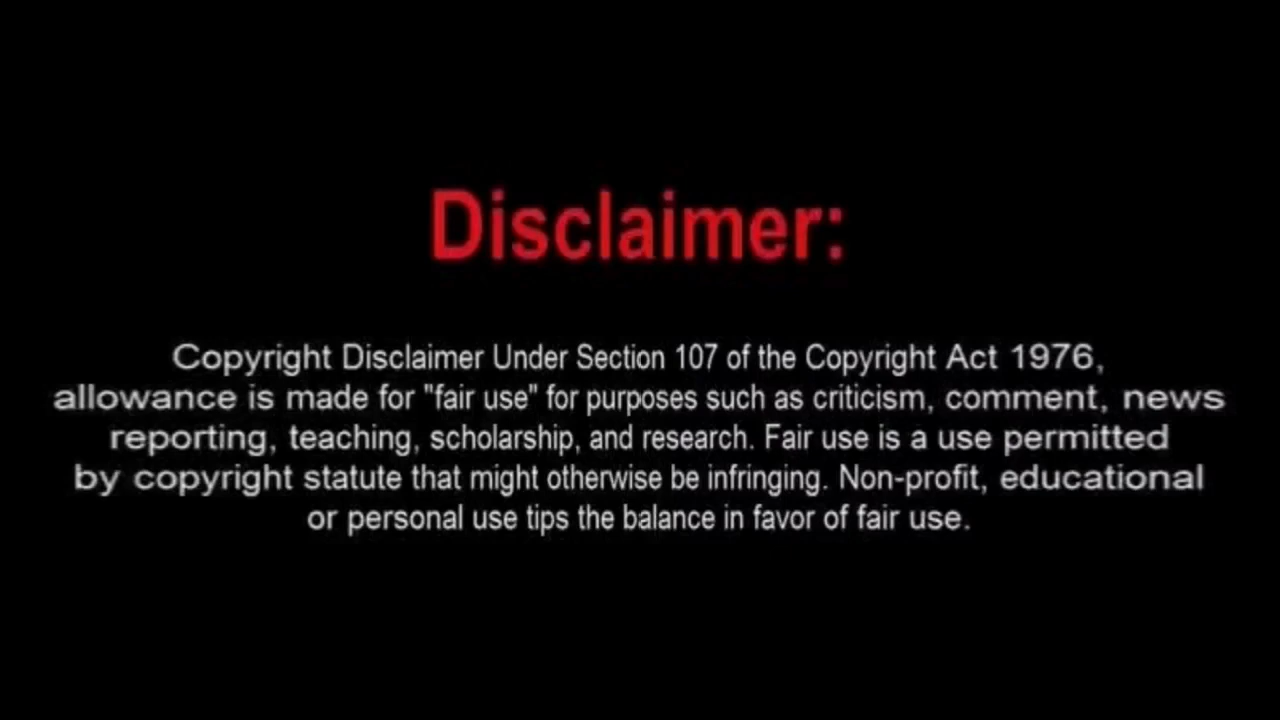 Disclaimer:
Copyright Disclaimer Under Section 107 of the Copyright Act 1976,
allowance is made for "fair use" for purposes such as criticism, comment, news
reporting, teaching, scholarship, and research. Fair use is a use permitted
by copyright statute that might otherwise be infringing. Non-profit, educational
or personal use tips the balance in favor of fair use.